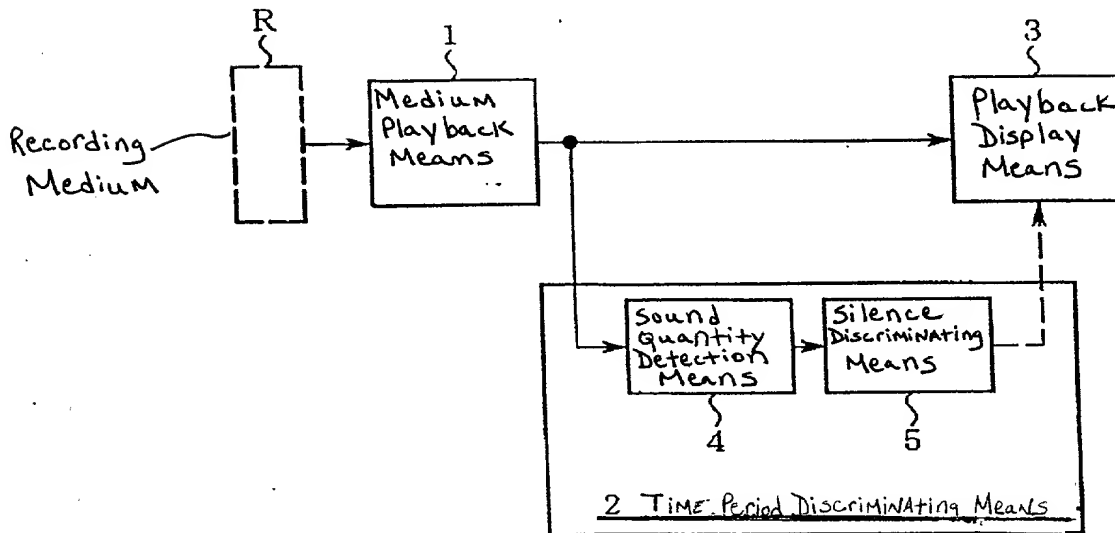 R
1
3
Recording
Medium
Medium
Playback
Means
Playback
Display
Means
Sound
Quantity
Detection
Means
Silence
Discriminating
Means
4
5
2 Time Period Discriminating Means